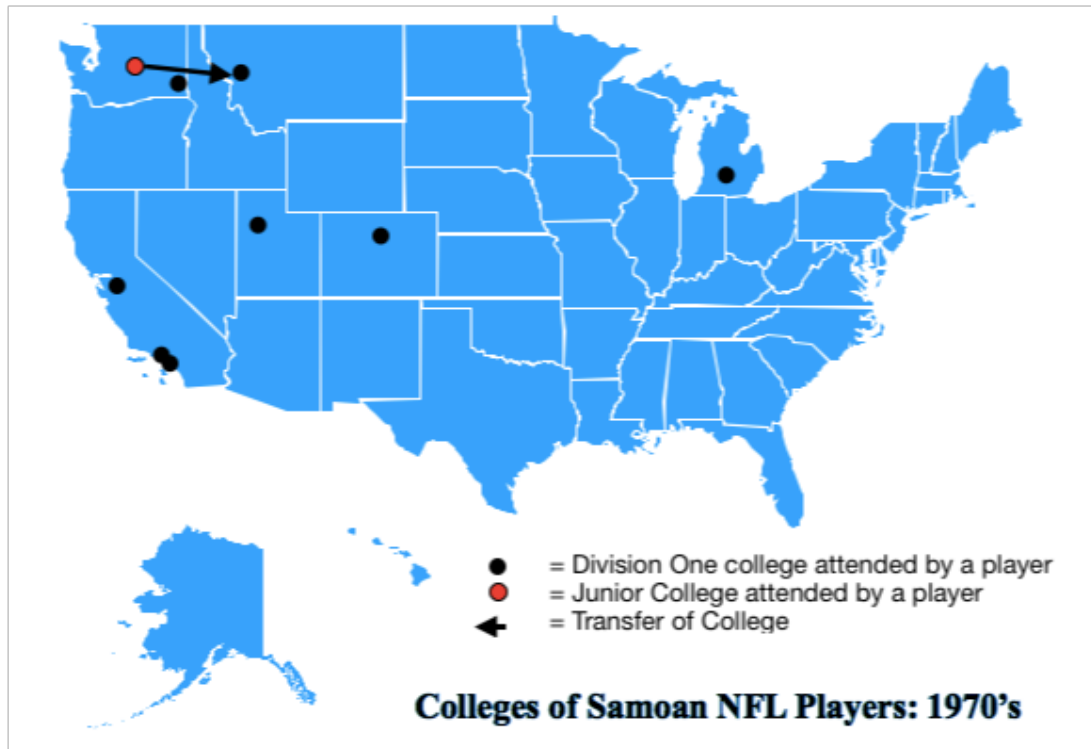 = Division One college attended by a player
= Junior College attended by a player
= Transfer of College
Colleges of Samoan NFL Players: 1970’s